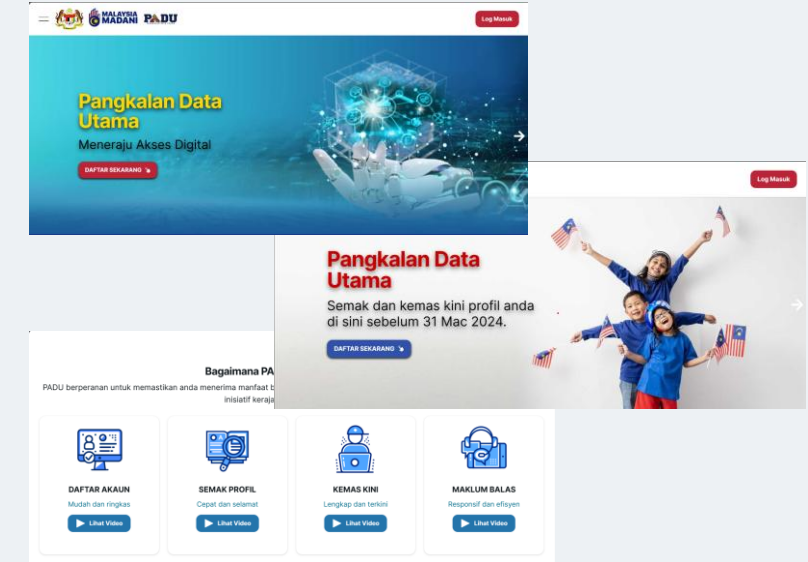 MALAYSIA
MADANI
PADU
Log Masuk
Pangkalan Data
Utama
Meneraju Akses Digital
DAFTAR SEKARANG
Log Masuk
Pangkalan Data
Utama
Semak dan kemas kini profil anda
di sini sebelum 31 Mac 2024.
DAFTAR SEKARANG
Bagaimana PA
PADU berperanan untuk memastikan anda menerima manfaat b
inisiatif keraja
DAFTAR AKAUN
Mudah dan ringkas
Lihat Video
SEMAK PROFIL
Cepat dan selamat
Lihat Video
KEMAS KINI
Lengkap dan terkini
Lihat Video
MAKLUM BALAS
Responsif dan efisyen
Lihat Video